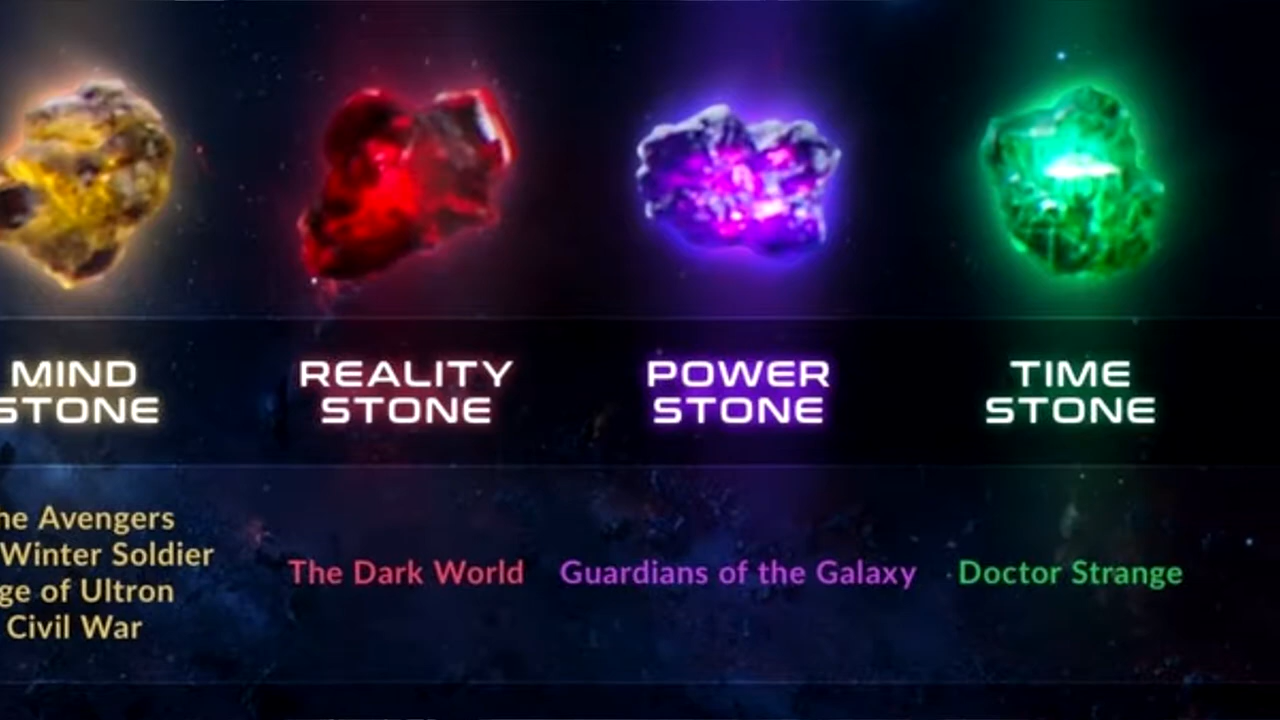 MIND
STONE
REALITY
STONE
POWER
STONE
TIME
STONE
he Avengers
Winter Soldier
ge of Ultron
Civil War
The Dark World
Guardians of the Galaxy
Doctor Strange